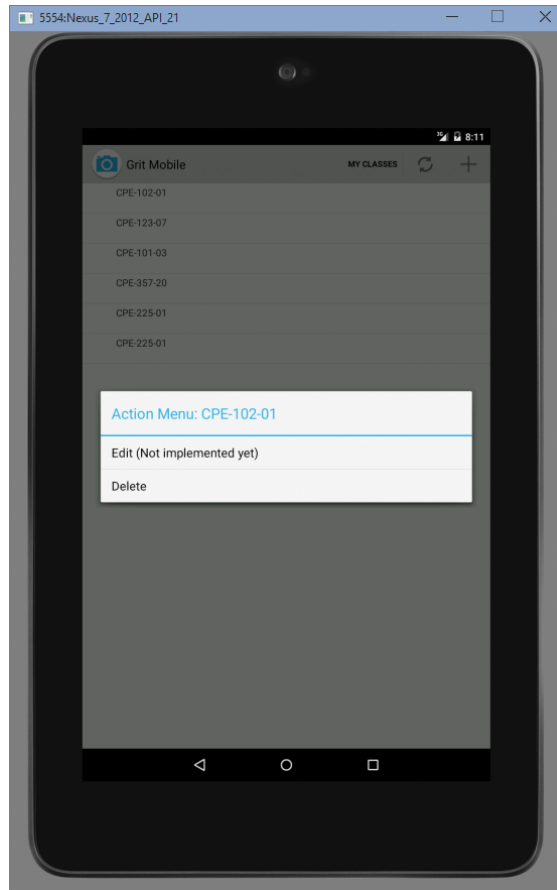 5554:Nexus_7_2012_API_21
3G 8:11
Grit Mobile MY CLASSES
CPE-102-01
CPE-123-07
CPE-101-03
CPE-357-20
CPE-225-01
CPE-225-01
Action Menu: CPE-102-01
Edit (Not implemented yet)
Delete